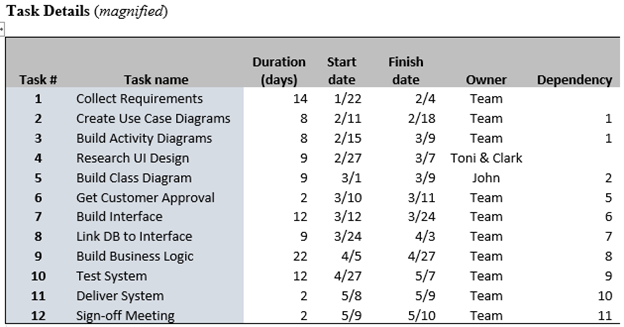 Task Details (magnified)
Duration Start Finish
Task # Task name (days) date date Owner Dependency
1 Collect Requirements 14 1/22 2/4 Team
2 Create Use Case Diagrams 8 2/11 2/18 Team 1
3 Build Activity Diagrams 8 2/15 3/9 Team 1
4 Research UI Design 9 2/27 3/7 Toni & Clark
5 Build Class Diagram 9 3/1 3/9 John 2
6 Get Customer Approval 2 3/10 3/11 Team 5
7 Build Interface 12 3/12 3/24 Team 6
8 Link DB to Interface 9 3/24 4/3 Team 7
9 Build Business Logic 22 4/5 4/27 Team 8
10 Test System 12 4/27 5/7 Team 9
11 Deliver System 2 5/8 5/9 Team 10
12 Sign-off Meeting 2 5/9 5/10 Team 11